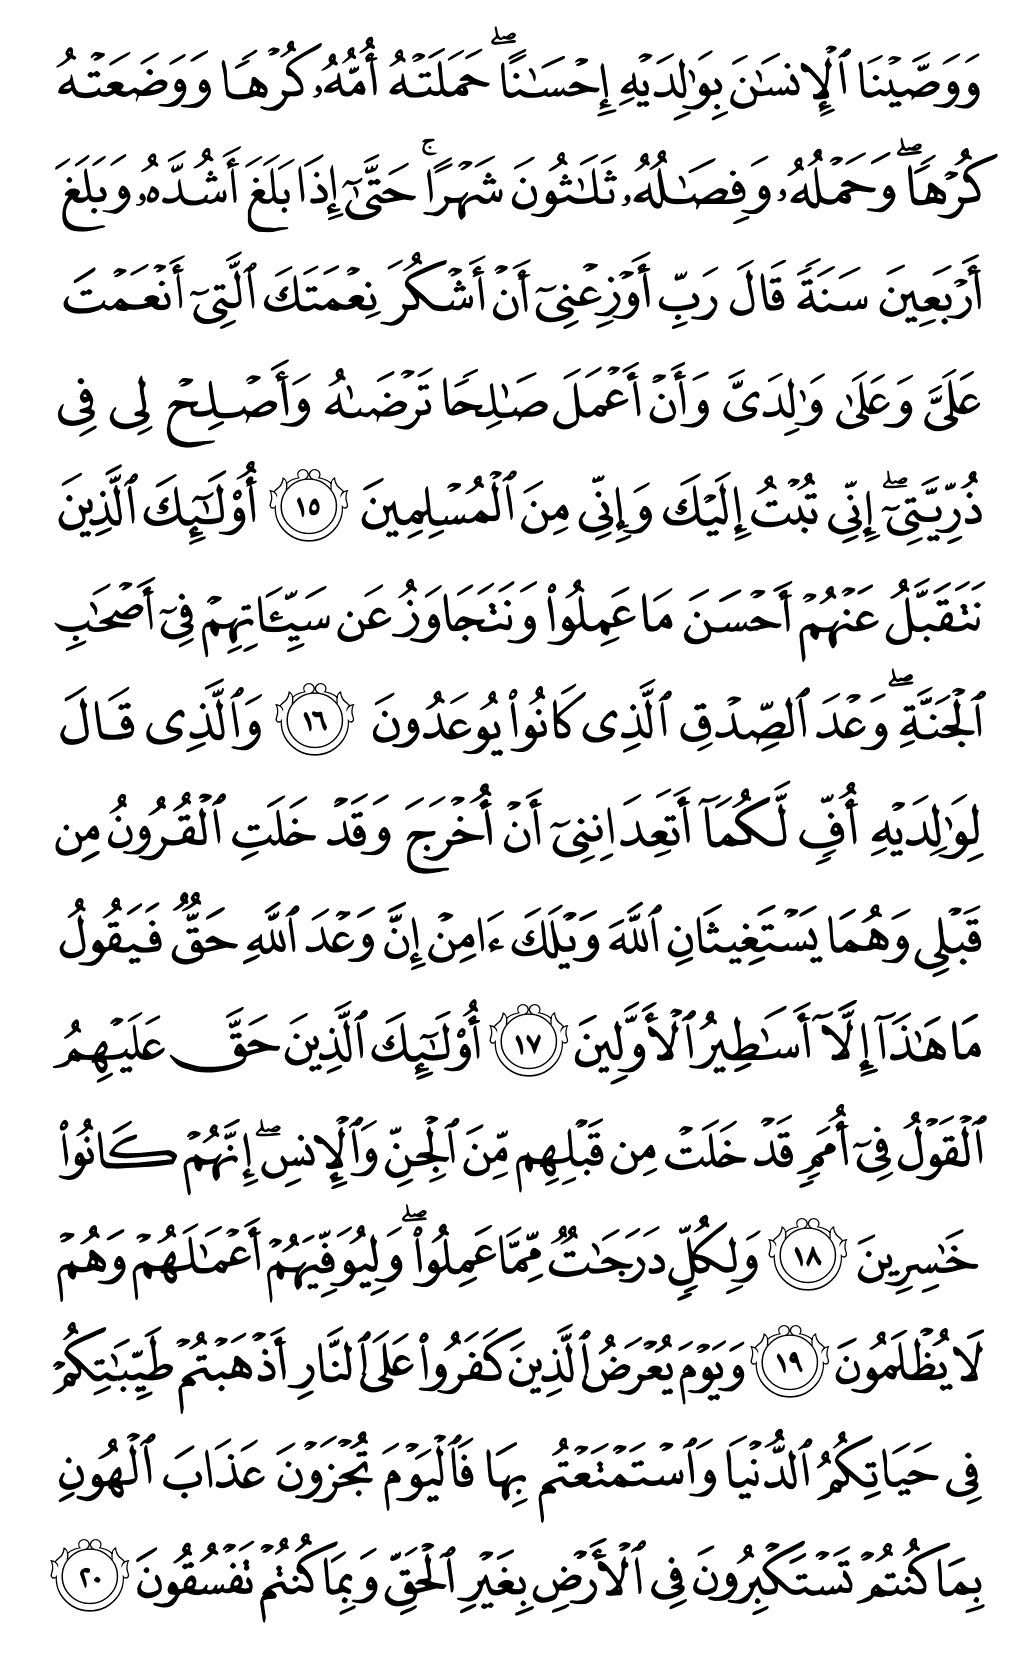 وَوَصَّيْنَا ٱلْإِنسَٰنَ بِوَٰلِدَيْهِ إِحْسَٰنًا ۖ حَمَلَتْهُ أُمُّهُۥ كُرْهًا وَوَضَعَتْهُ
كُرْهًا ۖ وَحَمْلُهُۥ وَفِصَٰلُهُۥ ثَلَٰثُونَ شَهْرًا ۚ حَتَّىٰٓ إِذَا بَلَغَ أَشُدَّهُۥ وَبَلَغَ
أَرْبَعِينَ سَنَةً قَالَ رَبِّ أَوْزِعْنِىٓ أَنْ أَشْكُرَ نِعْمَتَكَ ٱلَّتِىٓ أَنْعَمْتَ
عَلَىَّ وَعَلَىٰ وَٰلِدَىَّ وَأَنْ أَعْمَلَ صَٰلِحًا تَرْضَىٰهُ وَأَصْلِحْ لِى فِى
ذُرِّيَّتِىٓ ۖ إِنِّى تُبْتُ إِلَيْكَ وَإِنِّى مِنَ ٱلْمُسْلِمِينَ ١٥ أُو۟لَٰٓئِكَ ٱلَّذِينَ
نَتَقَبَّلُ عَنْهُمْ أَحْسَنَ مَا عَمِلُوا۟ وَنَتَجَاوَزُ عَن سَيِّـَٔاتِهِمْ فِىٓ أَصْحَٰبِ
ٱلْجَنَّةِ ۖ وَعْدَ ٱلصِّدْقِ ٱلَّذِى كَانُوا۟ يُوعَدُونَ ١٦ وَٱلَّذِى قَالَ
لِوَٰلِدَيْهِ أُفٍّ لَّكُمَآ أَتَعِدَانِنِىٓ أَنْ أُخْرَجَ وَقَدْ خَلَتِ ٱلْقُرُونُ مِن
قَبْلِى وَهُمَا يَسْتَغِيثَانِ ٱللَّهَ وَيْلَكَ ءَامِنْ إِنَّ وَعْدَ ٱللَّهِ حَقٌّ فَيَقُولُ
مَا هَٰذَآ إِلَّآ أَسَٰطِيرُ ٱلْأَوَّلِينَ ١٧ أُو۟لَٰٓئِكَ ٱلَّذِينَ حَقَّ عَلَيْهِمُ
ٱلْقَوْلُ فِىٓ أُمَمٍ قَدْ خَلَتْ مِن قَبْلِهِم مِّنَ ٱلْجِنِّ وَٱلْإِنسِ ۖ إِنَّهُمْ كَانُوا۟
خَٰسِرِينَ ١٨ وَلِكُلٍّ دَرَجَٰتٌ مِّمَّا عَمِلُوا۟ ۖ وَلِيُوَفِّيَهُمْ أَعْمَٰلَهُمْ وَهُمْ
لَا يُظْلَمُونَ ١٩ وَيَوْمَ يُعْرَضُ ٱلَّذِينَ كَفَرُوا۟ عَلَى ٱلنَّارِ أَذْهَبْتُمْ طَيِّبَٰتِكُمْ
فِى حَيَاتِكُمُ ٱلدُّنْيَا وَٱسْتَمْتَعْتُم بِهَا فَٱلْيَوْمَ تُجْزَوْنَ عَذَابَ ٱلْهُونِ
بِمَا كُنتُمْ تَسْتَكْبِرُونَ فِى ٱلْأَرْضِ بِغَيْرِ ٱلْحَقِّ وَبِمَا كُنتُمْ تَفْسُقُونَ ٢٠